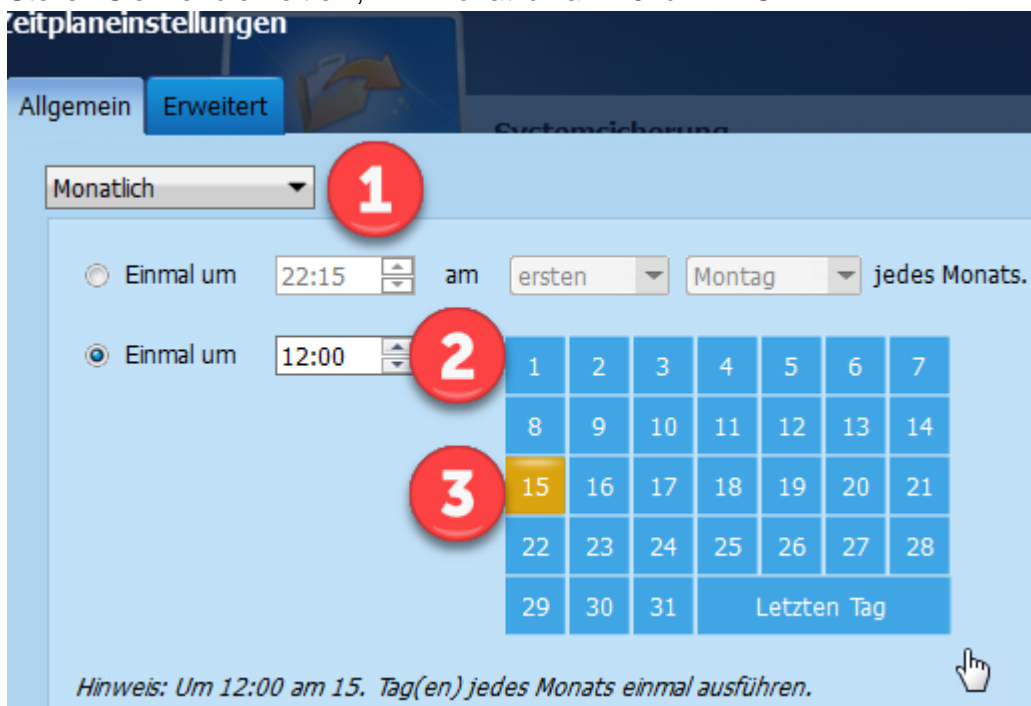 Zeitplaneinstellungen
Allgemein Erweitert
Systemsicherung
Monatlich 1
Einmal um 22:15 am ersten Montag jedes Monats.
Einmal um 12:00 2
1 2 3 4 5 6 7
8 9 10 11 12 13 14
3 15 16 17 18 19 20 21
22 23 24 25 26 27 28
29 30 31 Letzten Tag
Hinweis: Um 12:00 am 15. Tag(en) jedes Monats einmal ausführen.